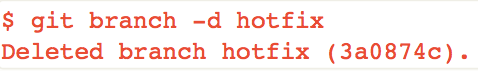 $ git branch -d hotfix
Deleted branch hotfix (3a0874c).